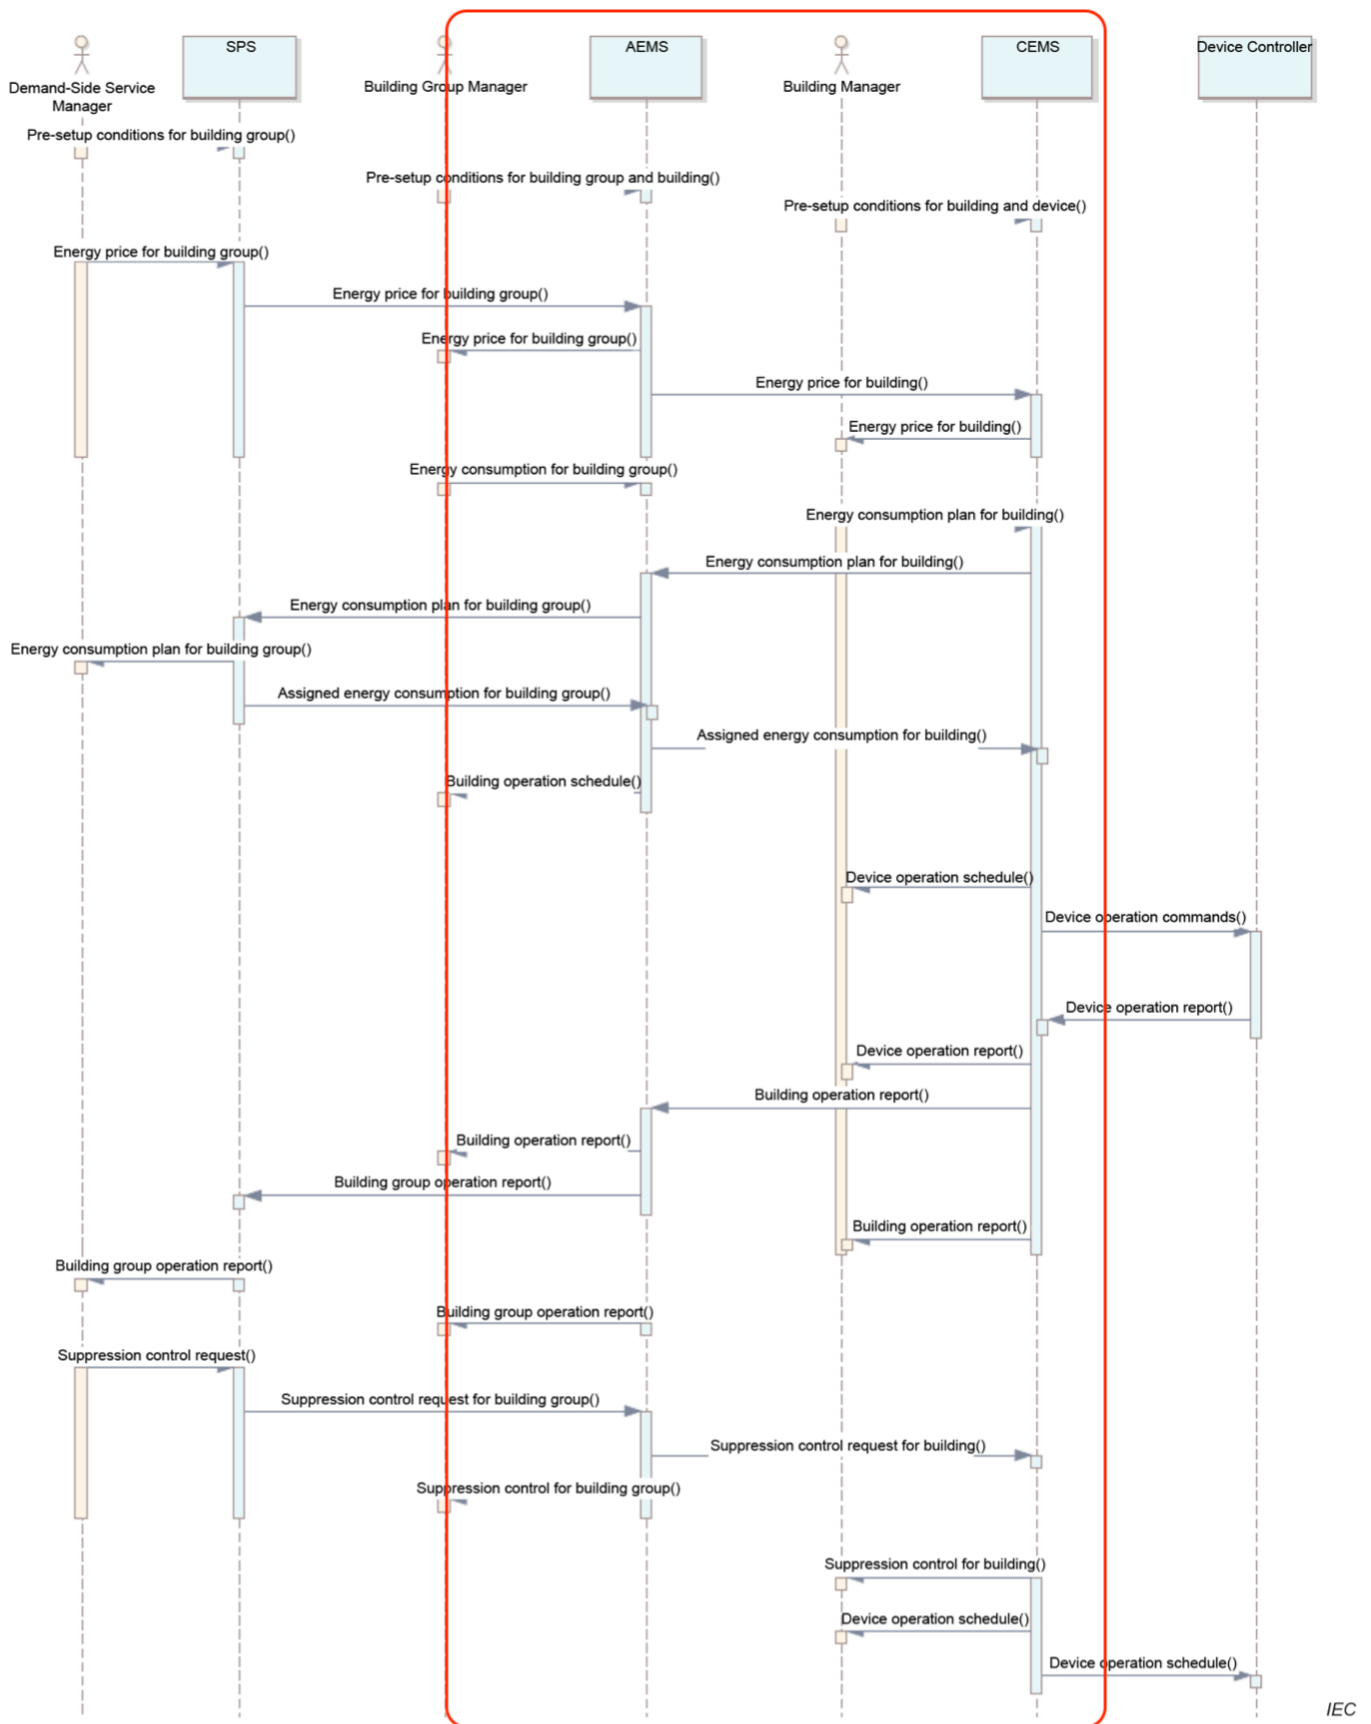 SPS
AEMS
CEMS
Device Controller
Demand-Side Service
Manager
Building Group Manager
Building Manager
Pre-setup conditions for building group()
Pre-setup conditions for building group and building()
Pre-setup conditions for building and device()
Energy price for building group()
Energy price for building group()
Energy price for building group()
Energy price for building()
Energy price for building()
Energy consumption for building group()
Energy consumption plan for building()
Energy consumption plan for building()
Energy consumption plan for building group()
Energy consumption plan for building group()
Assigned energy consumption for building group()
Assigned energy consumption for building()
Building operation schedule()
Device operation schedule()
Device operation commands()
Device operation report()
Device operation report()
Building operation report()
Building operation report()
Building group operation report()
Building operation report()
Building group operation report()
Building group operation report()
Suppression control request()
Suppression control request for building group()
Suppression control request for building()
Suppression control for building group()
Suppression control for building()
Device operation schedule()
Device operation schedule()
IEC